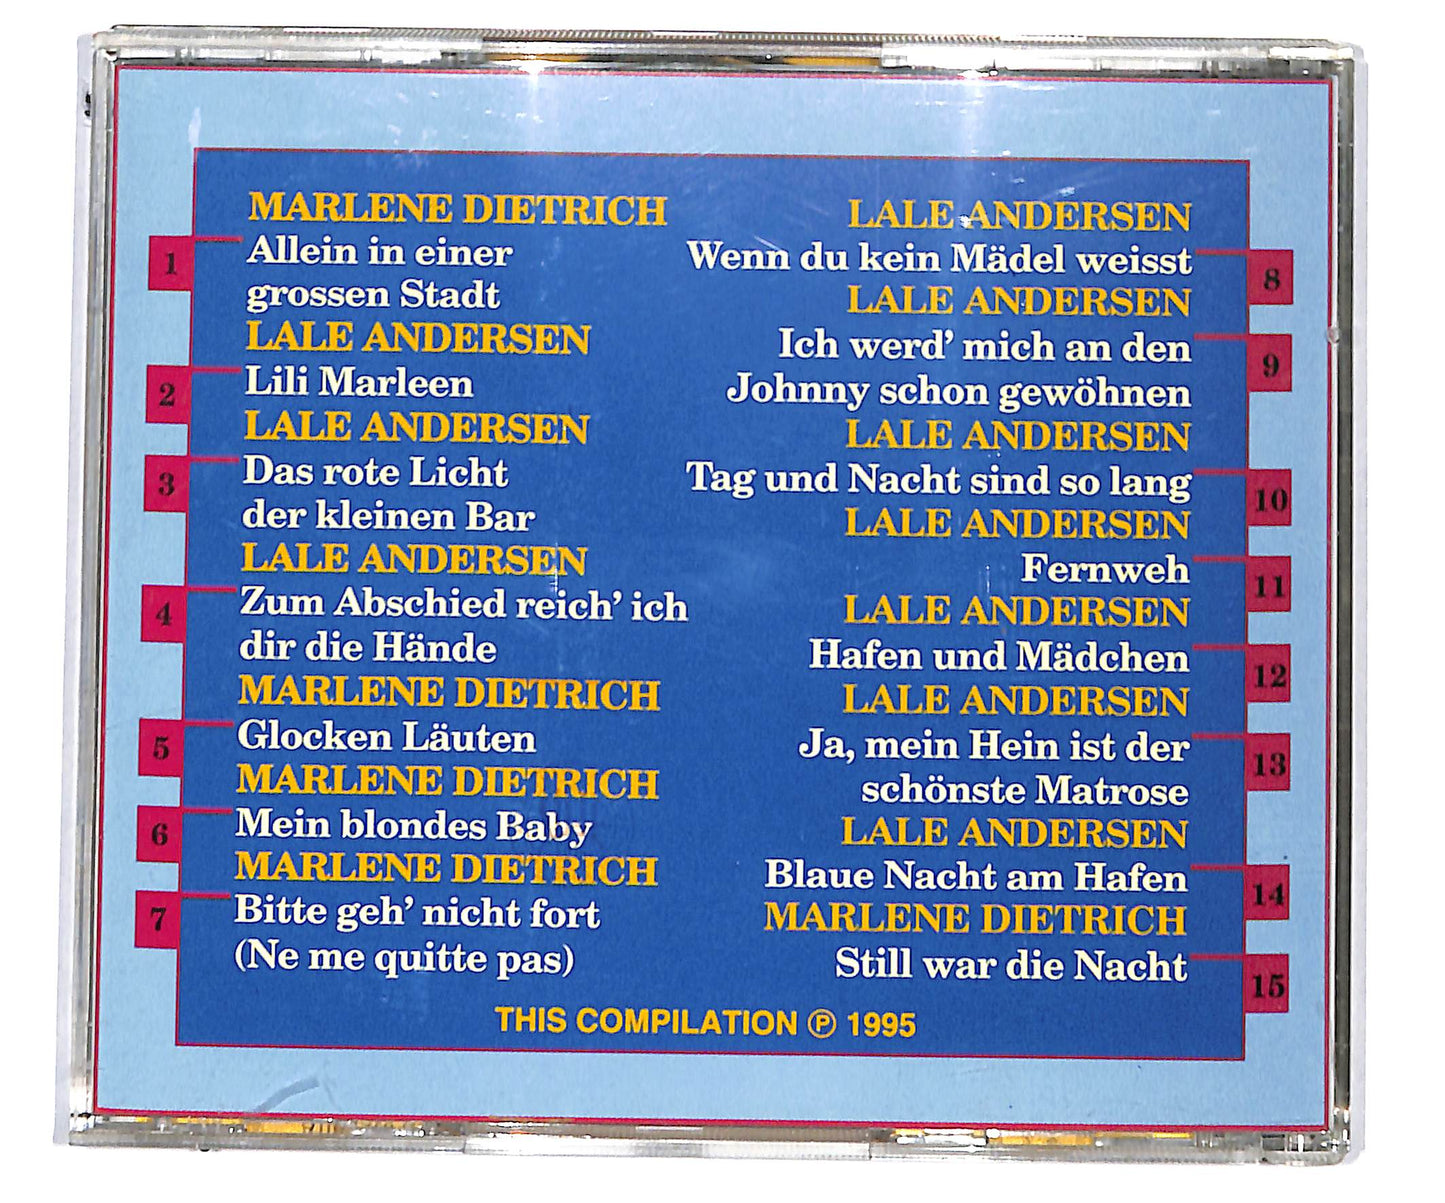 MARLENE DIETRICH
1 Allein in einer
grossen Stadt
LALE ANDERSEN
2 Lili Marleen
LALE ANDERSEN
3 Das rote Licht
der kleinen Bar
LALE ANDERSEN
4 Zum Abschied reich’ ich
dir die Hände
MARLENE DIETRICH
5 Glocken Läuten
MARLENE DIETRICH
6 Mein blondes Baby
MARLENE DIETRICH
7 Bitte geh’ nicht fort
(Ne me quitte pas)
LALE ANDERSEN
Wenn du kein Mädel weisst 8
LALE ANDERSEN
Ich werd’ mich an den 9
Johnny schon gewöhnen
LALE ANDERSEN
Tag und Nacht sind so lang 10
LALE ANDERSEN
Fernweh 11
LALE ANDERSEN
Hafen und Mädchen 12
LALE ANDERSEN
Ja, mein Hein ist der 13
schönste Matrose
LALE ANDERSEN
Blaue Nacht am Hafen 14
MARLENE DIETRICH
Still war die Nacht 15
THIS COMPILATION ℗ 1995